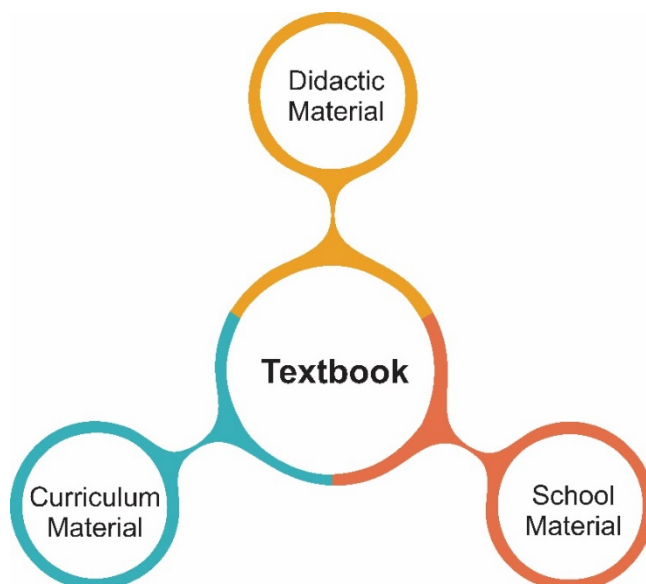 Didactic
Material
Textbook
Curriculum
Material
School
Material